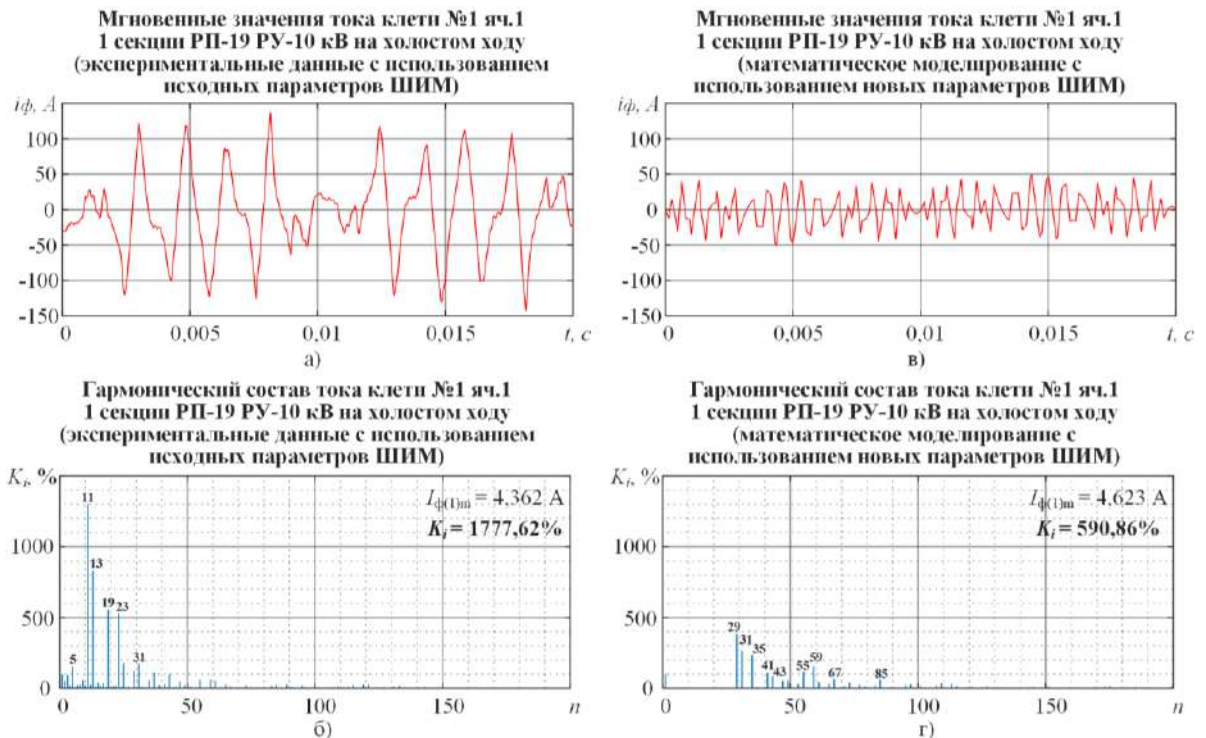 Мгновенные значения тока клети №1 яч.1
1 секции РП-19 РУ-10 кВ на холостом ходу
(экспериментальные данные с использованием
исходных параметров ШИМ)
iф, А
100
50
0
-50
-100
-150
0
0,005
0,01
0,015
t, с
а)
Мгновенные значения тока клети №1 яч.1
1 секции РП-19 РУ-10 кВ на холостом ходу
(математическое моделирование с
использованием новых параметров ШИМ)
iф, А
100
50
0
-50
-100
-150
0
0,005
0,01
0,015
t, с
в)
Гармонический состав тока клети №1 яч.1
1 секции РП-19 РУ-10 кВ на холостом ходу
(экспериментальные данные с использованием
исходных параметров ШИМ)
Ki, %
Iф(1)m = 4,362 А
Ki = 1777,62%
1000
500
0
5
11
13
19
23
31
0
50
100
150
n
б)
Гармонический состав тока клети №1 яч.1
1 секции РП-19 РУ-10 кВ на холостом ходу
(математическое моделирование с
использованием новых параметров ШИМ)
Ki, %
Iф(1)m = 4,623 А
Ki = 590,86%
1000
500
0
29
31
35
41
43
55
59
67
85
0
50
100
150
n
г)